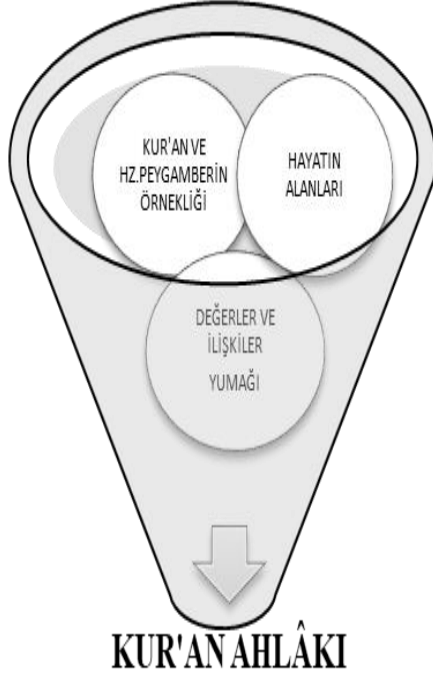 KUR'AN VE
HZ.PEYGAMBERİN
ÖRNEKLİĞİ
HAYATIN
ALANLARI
DEĞERLER VE
İLİŞKİLER
YUMAĞI
KUR'AN AHLÂKI